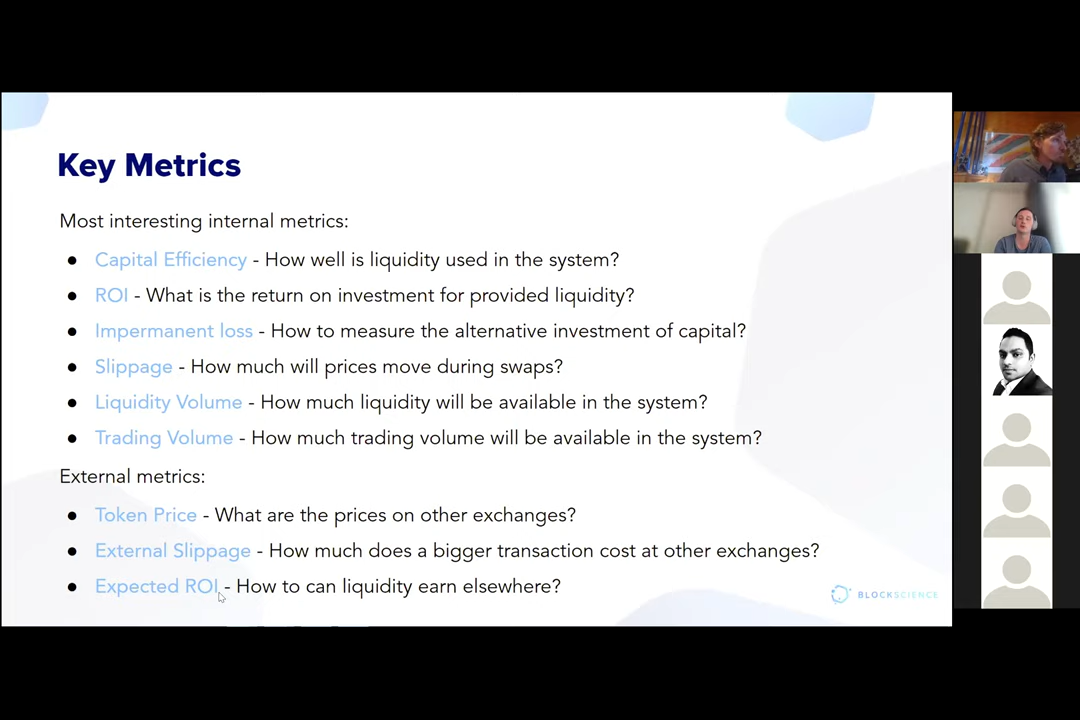 Key Metrics
Most interesting internal metrics:
● Capital Efficiency - How well is liquidity used in the system?
● ROI - What is the return on investment for provided liquidity?
● Impermanent loss - How to measure the alternative investment of capital?
● Slippage - How much will prices move during swaps?
● Liquidity Volume - How much liquidity will be available in the system?
● Trading Volume - How much trading volume will be available in the system?
External metrics:
● Token Price - What are the prices on other exchanges?
● External Slippage - How much does a bigger transaction cost at other exchanges?
● Expected ROI - How to can liquidity earn elsewhere?
BLOCKSCIENCE